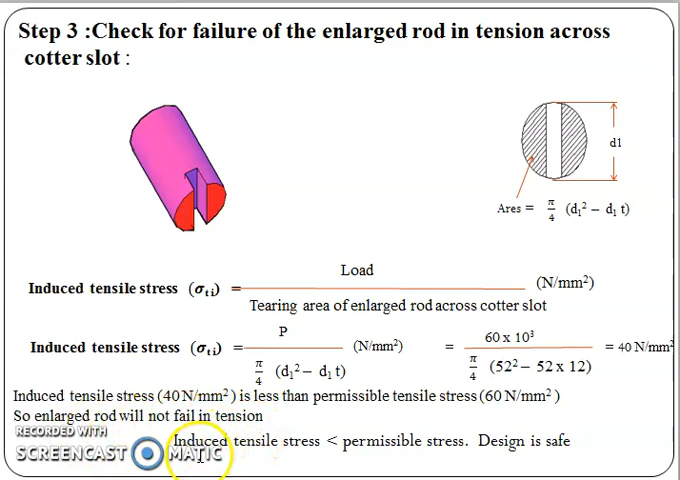 Step 3 :Check for failure of the enlarged rod in tension across
cotter slot :
d1
Ares = π/4 (d₁² – d₁ t)
Load
Induced tensile stress (σₜᵢ) = (N/mm²)
Tearing area of enlarged rod across cotter slot
P 60 x 10³
Induced tensile stress (σₜᵢ) = (N/mm²) = = 40 N/mm²
π/4 (d₁² – d₁ t) π/4 (52² – 52 x 12)
Induced tensile stress (40 N/mm²) is less than permissible tensile stress (60 N/mm²)
So enlarged rod will not fail in tension
RECORDED WITH
Induced tensile stress < permissible stress. Design is safe
SCREENCAST MATIC